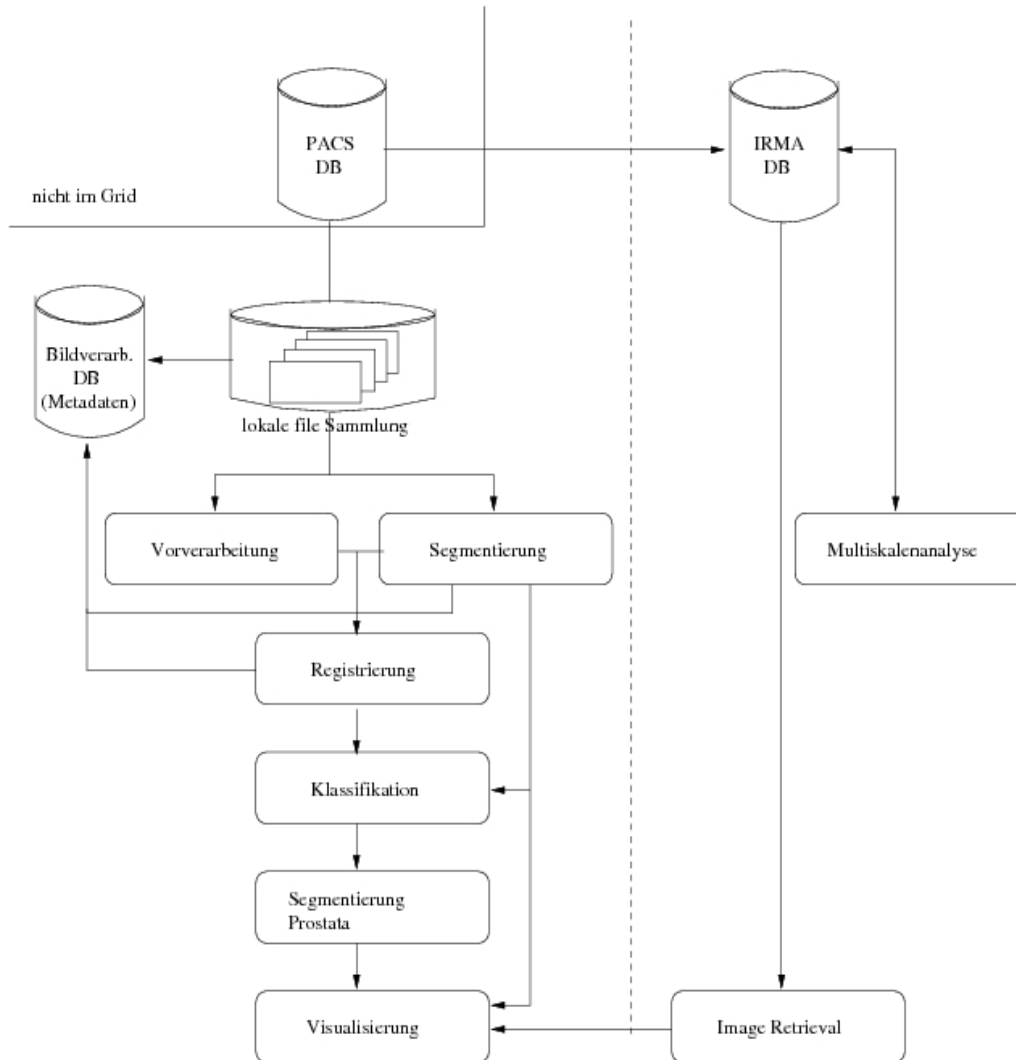 PACS
DB
IRMA
DB
nicht im Grid
Bildverarb.
DB
(Metadaten)
lokale file Sammlung
Vorverarbeitung
Segmentierung
Multiskalenanalyse
Registrierung
Klassifikation
Segmentierung
Prostata
Visualisierung
Image Retrieval